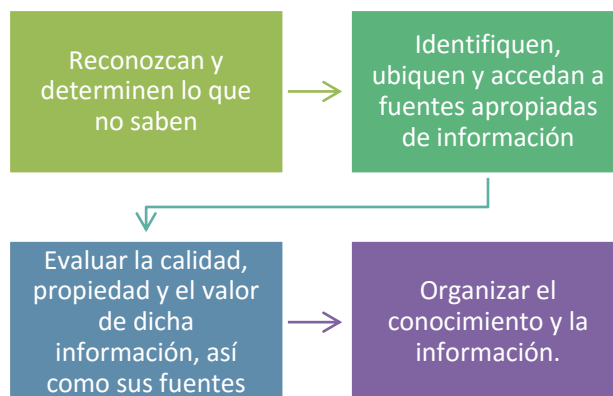 Reconozcan y
determinen lo que
no saben
Identifiquen,
ubiquen y accedan a
fuentes apropiadas
de información
Evaluar la calidad,
propiedad y el valor
de dicha
información, así
como sus fuentes
Organizar el
conocimiento y la
información.